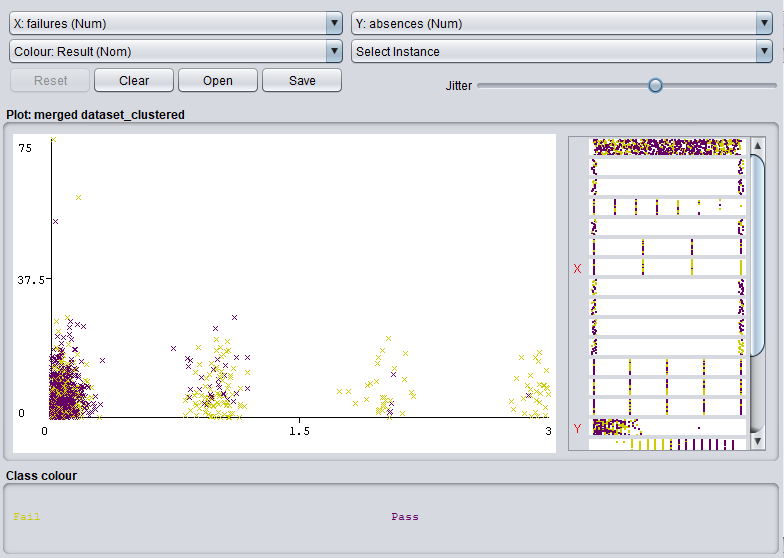 X: failures (Num)
Y: absences (Num)
Colour: Result (Nom)
Select Instance
Reset
Clear
Open
Save
Jitter
Plot: merged dataset_clustered
75
37.5
0
0
1.5
3
X
Y
Class colour
Fail
Pass